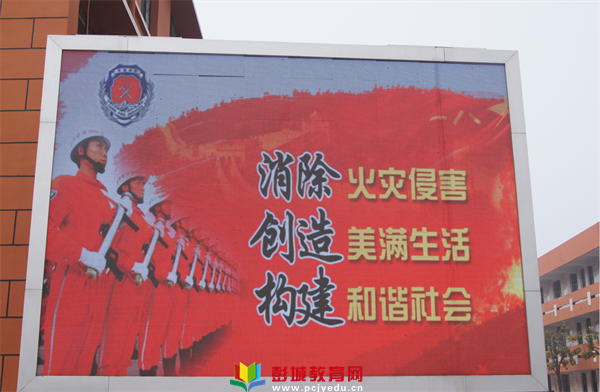 消除 火灾侵害
创造 美满生活
构建 和谐社会
彭城教育网
www.pcjyedu.cn